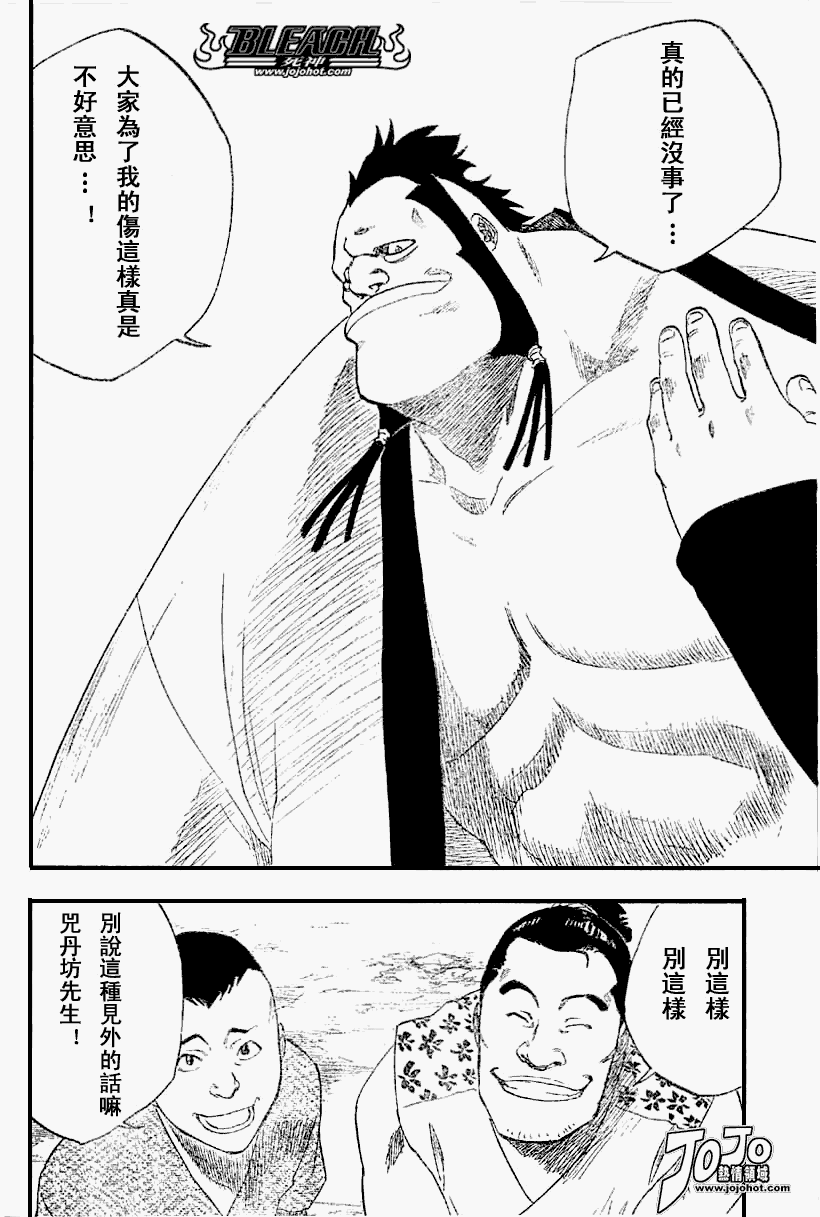 BLEACH
死神
www.jojohot.com
真的已經沒事了…
大家為了我的傷這樣真是
不好意思…！
別這樣
別這樣
別說這種見外的話嘛
兕丹坊先生！
JOJO
熱情領域
www.jojohot.com